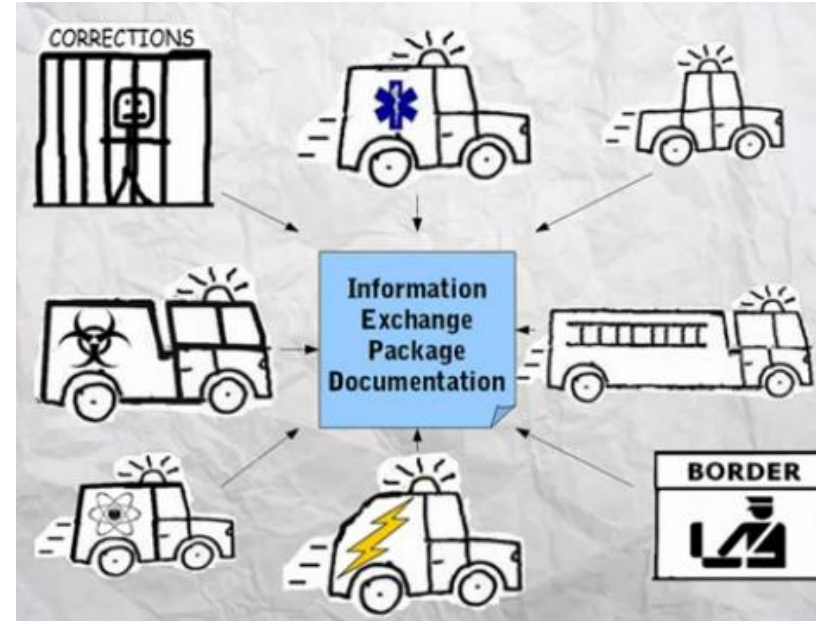 CORRECTIONS
Information
Exchange
Package
Documentation
BORDER